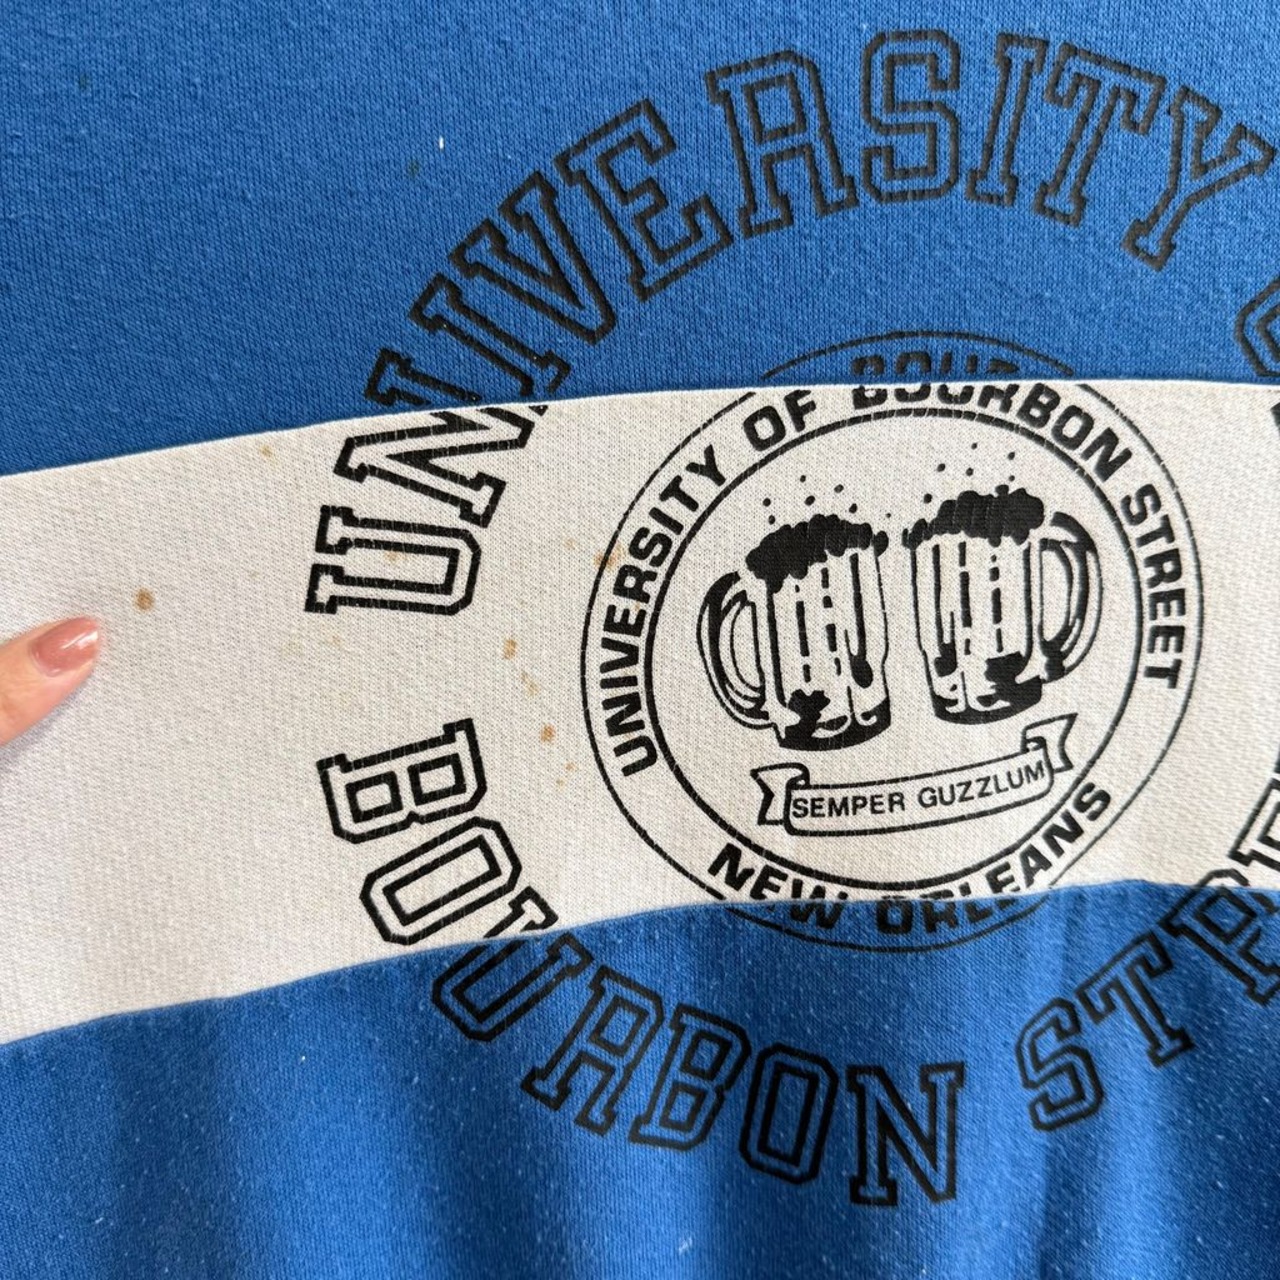 UNIVERSITY
UNIVERSITY OF BOURBON STREET
SEMPER GUZZLUM
NEW ORLEANS
BOURBON STRE